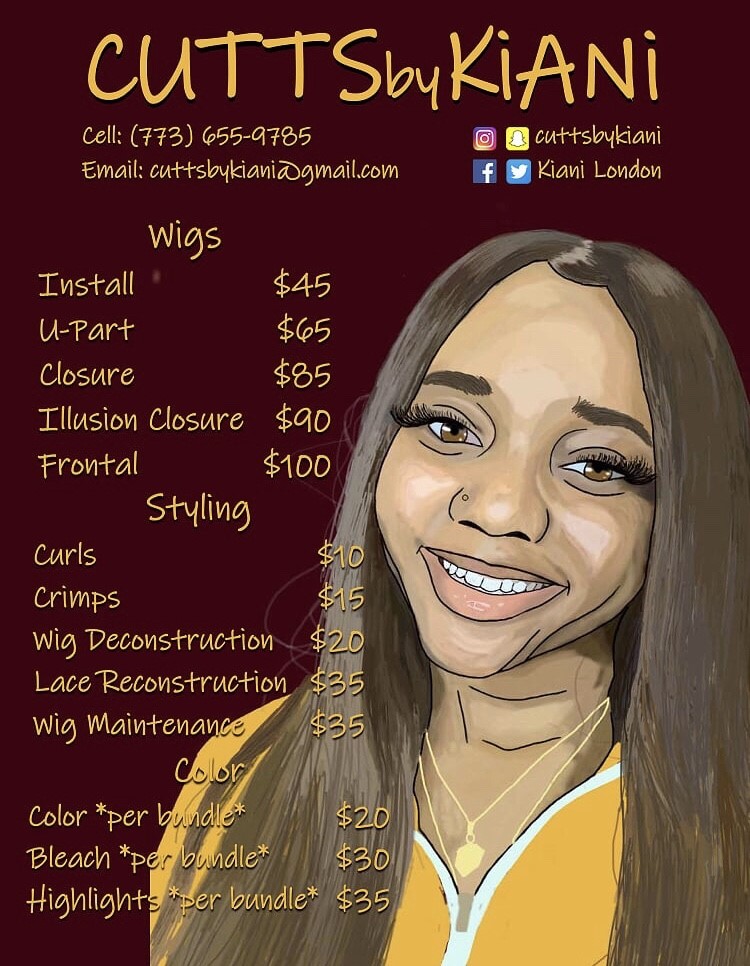 CUTTSbyKiANi
Cell: (773) 655-9785
Email: cuttsbykiani@gmail.com
cuttsbykiani
Kiani London
Wigs
Install $45
U-Part $65
Closure $85
Illusion Closure $90
Frontal $100
Styling
Curls $10
Crimps $15
Wig Deconstruction $20
Lace Reconstruction $35
Wig Maintenance $35
Color
Color *per bundle* $20
Bleach *per bundle* $30
Highlights *per bundle* $35